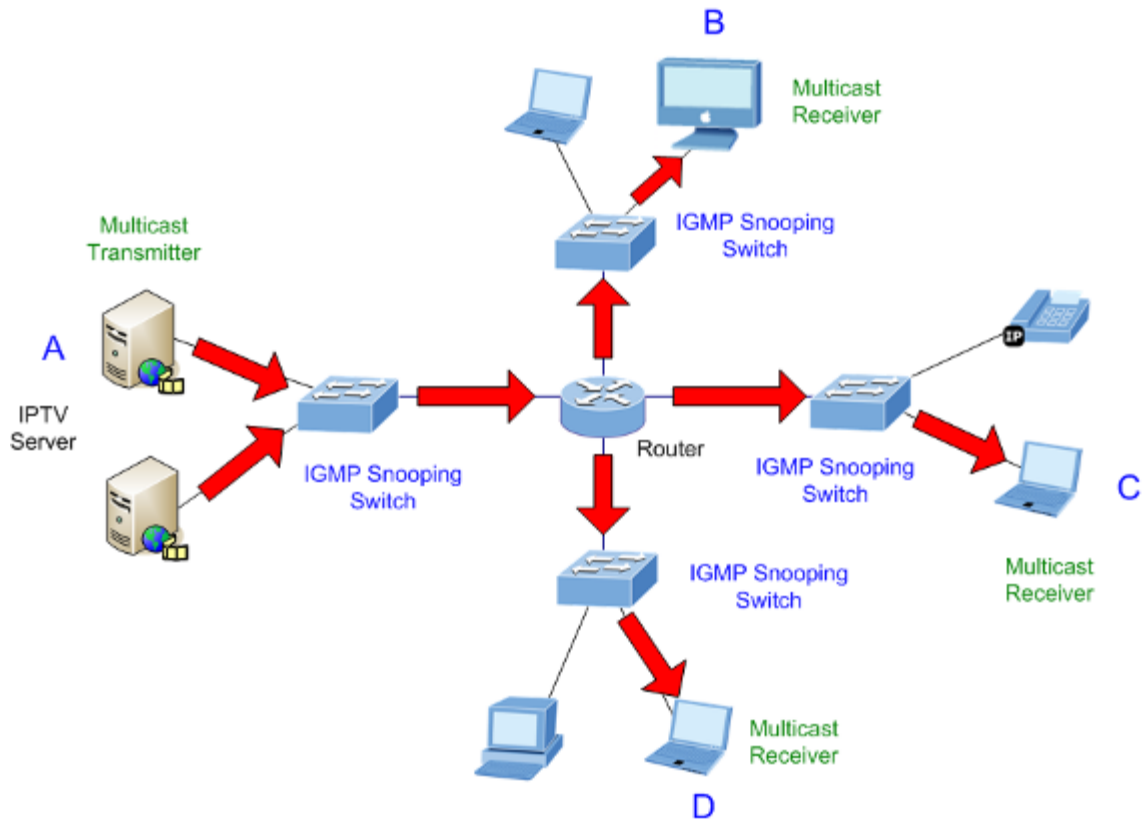 B
Multicast
Receiver
IGMP Snooping
Switch
Multicast
Transmitter
A
IPTV
Server
IGMP Snooping
Switch
Router
IP
IGMP Snooping
Switch
C
Multicast
Receiver
IGMP Snooping
Switch
Multicast
Receiver
D